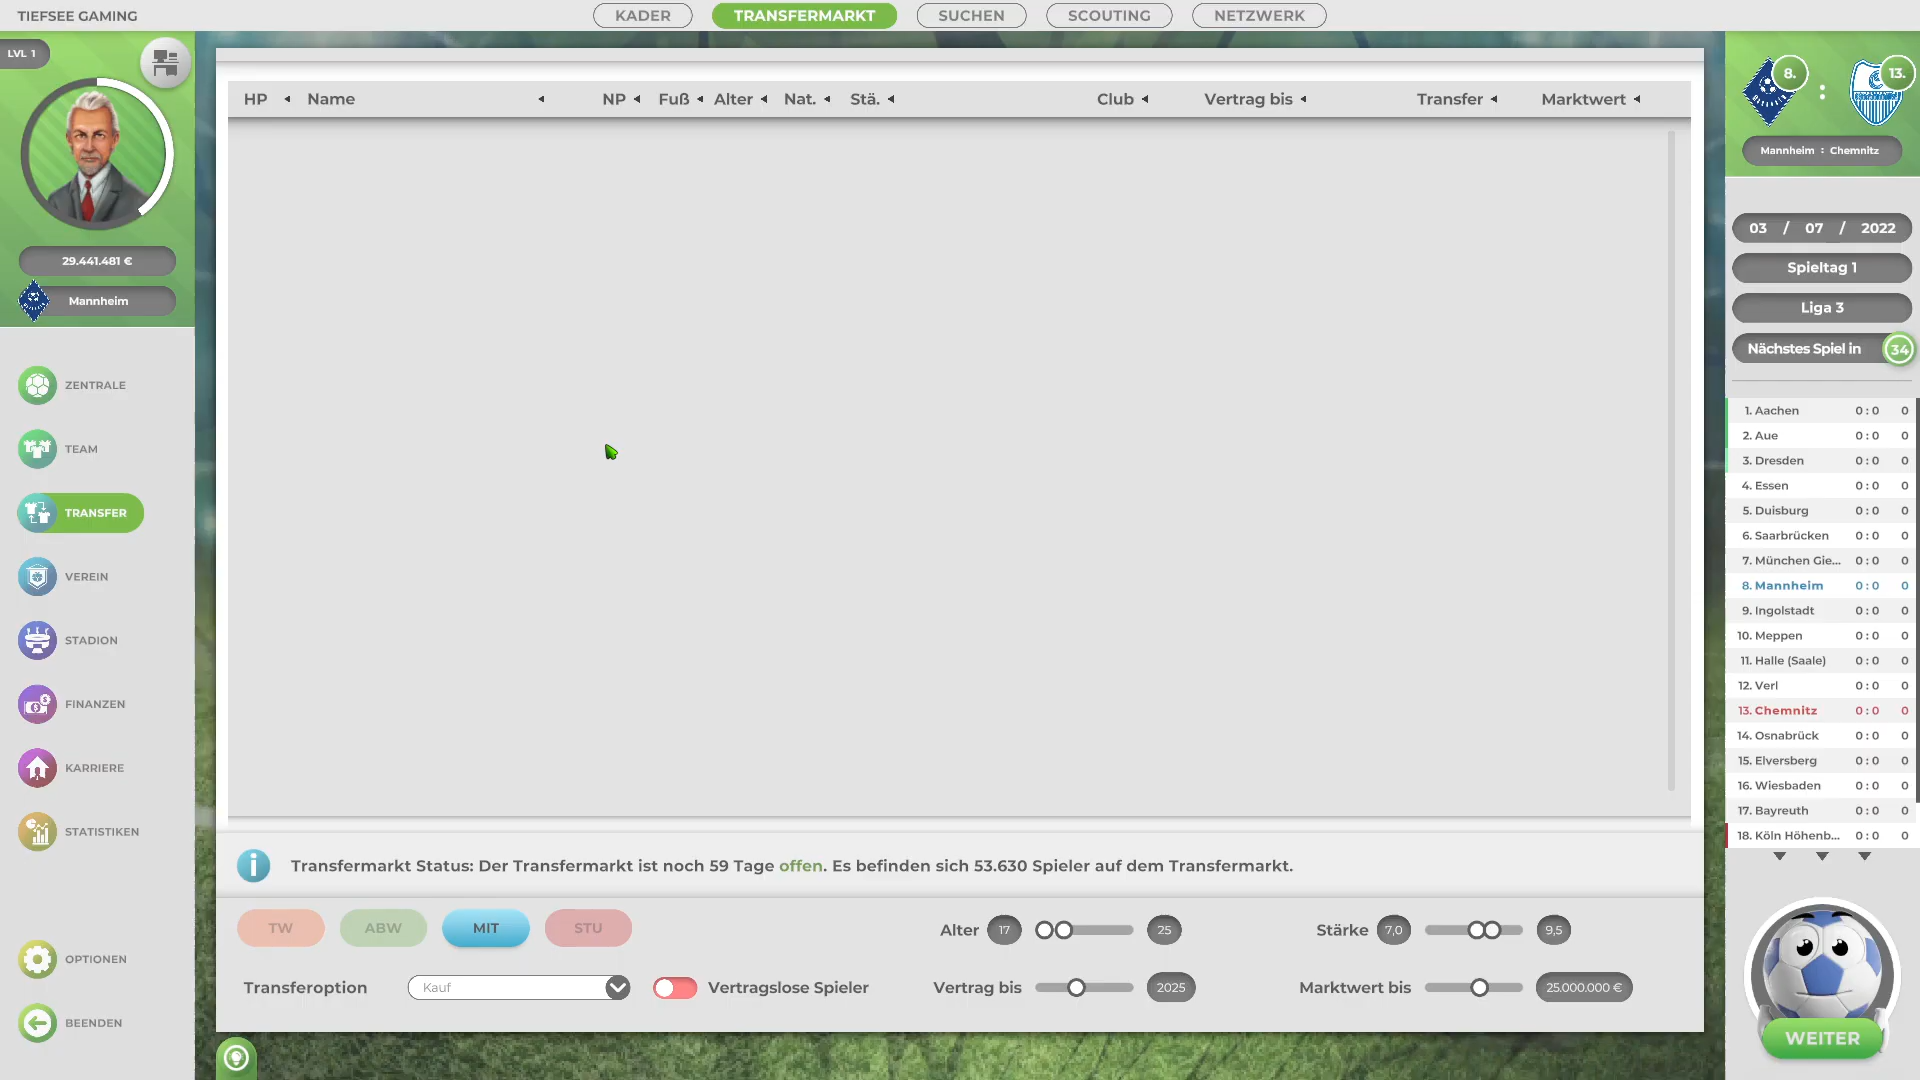 TIEFSEE GAMING
KADER
TRANSFERMARKT
SUCHEN
SCOUTING
NETZWERK
LVL 1
29.441.481 €
Mannheim
ZENTRALE
TEAM
TRANSFER
VEREIN
STADION
FINANZEN
KARRIERE
STATISTIKEN
OPTIONEN
BEENDEN
HP Name NP Fuß Alter Nat. Stä. Club Vertrag bis Transfer Marktwert
Transfermarkt Status: Der Transfermarkt ist noch 59 Tage offen. Es befinden sich 53.630 Spieler auf dem Transfermarkt.
TW ABW MIT STU
Alter 17 25
Stärke 7,0 9,5
Transferoption Kauf
Vertragslose Spieler
Vertrag bis 2025
Marktwert bis 25.000.000 €
8. : 13.
Mannheim : Chemnitz
03 / 07 / 2022
Spieltag 1
Liga 3
Nächstes Spiel in 34
1. Aachen 0 : 0 0
2. Aue 0 : 0 0
3. Dresden 0 : 0 0
4. Essen 0 : 0 0
5. Duisburg 0 : 0 0
6. Saarbrücken 0 : 0 0
7. München Gie... 0 : 0 0
8. Mannheim 0 : 0 0
9. Ingolstadt 0 : 0 0
10. Meppen 0 : 0 0
11. Halle (Saale) 0 : 0 0
12. Verl 0 : 0 0
13. Chemnitz 0 : 0 0
14. Osnabrück 0 : 0 0
15. Elversberg 0 : 0 0
16. Wiesbaden 0 : 0 0
17. Bayreuth 0 : 0 0
18. Köln Höhenb... 0 : 0 0
WEITER